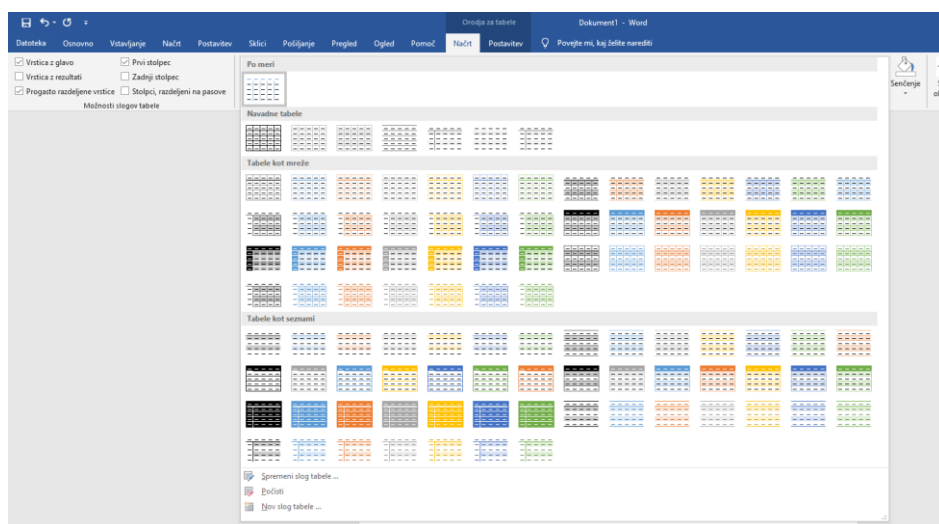 Orodja za tabele Dokument1 - Word
Datoteka Osnovno Vstavljanje Načrt Postavitev Sklici Pošiljanje Pregled Ogled Pomoč Načrt Postavitev Povejte mi, kaj želite narediti
Vrstica z glavo Prvi stolpec
Vrstica z rezultati Zadnji stolpec
Progasto razdeljene vrstice Stolpci, razdeljeni na pasove
Možnosti slogov tabele
Po meri
Senčenje
Navadne tabele
Tabele kot mreže
Tabele kot seznami
Spremeni slog tabele ...
Počisti
Nov slog tabele ...